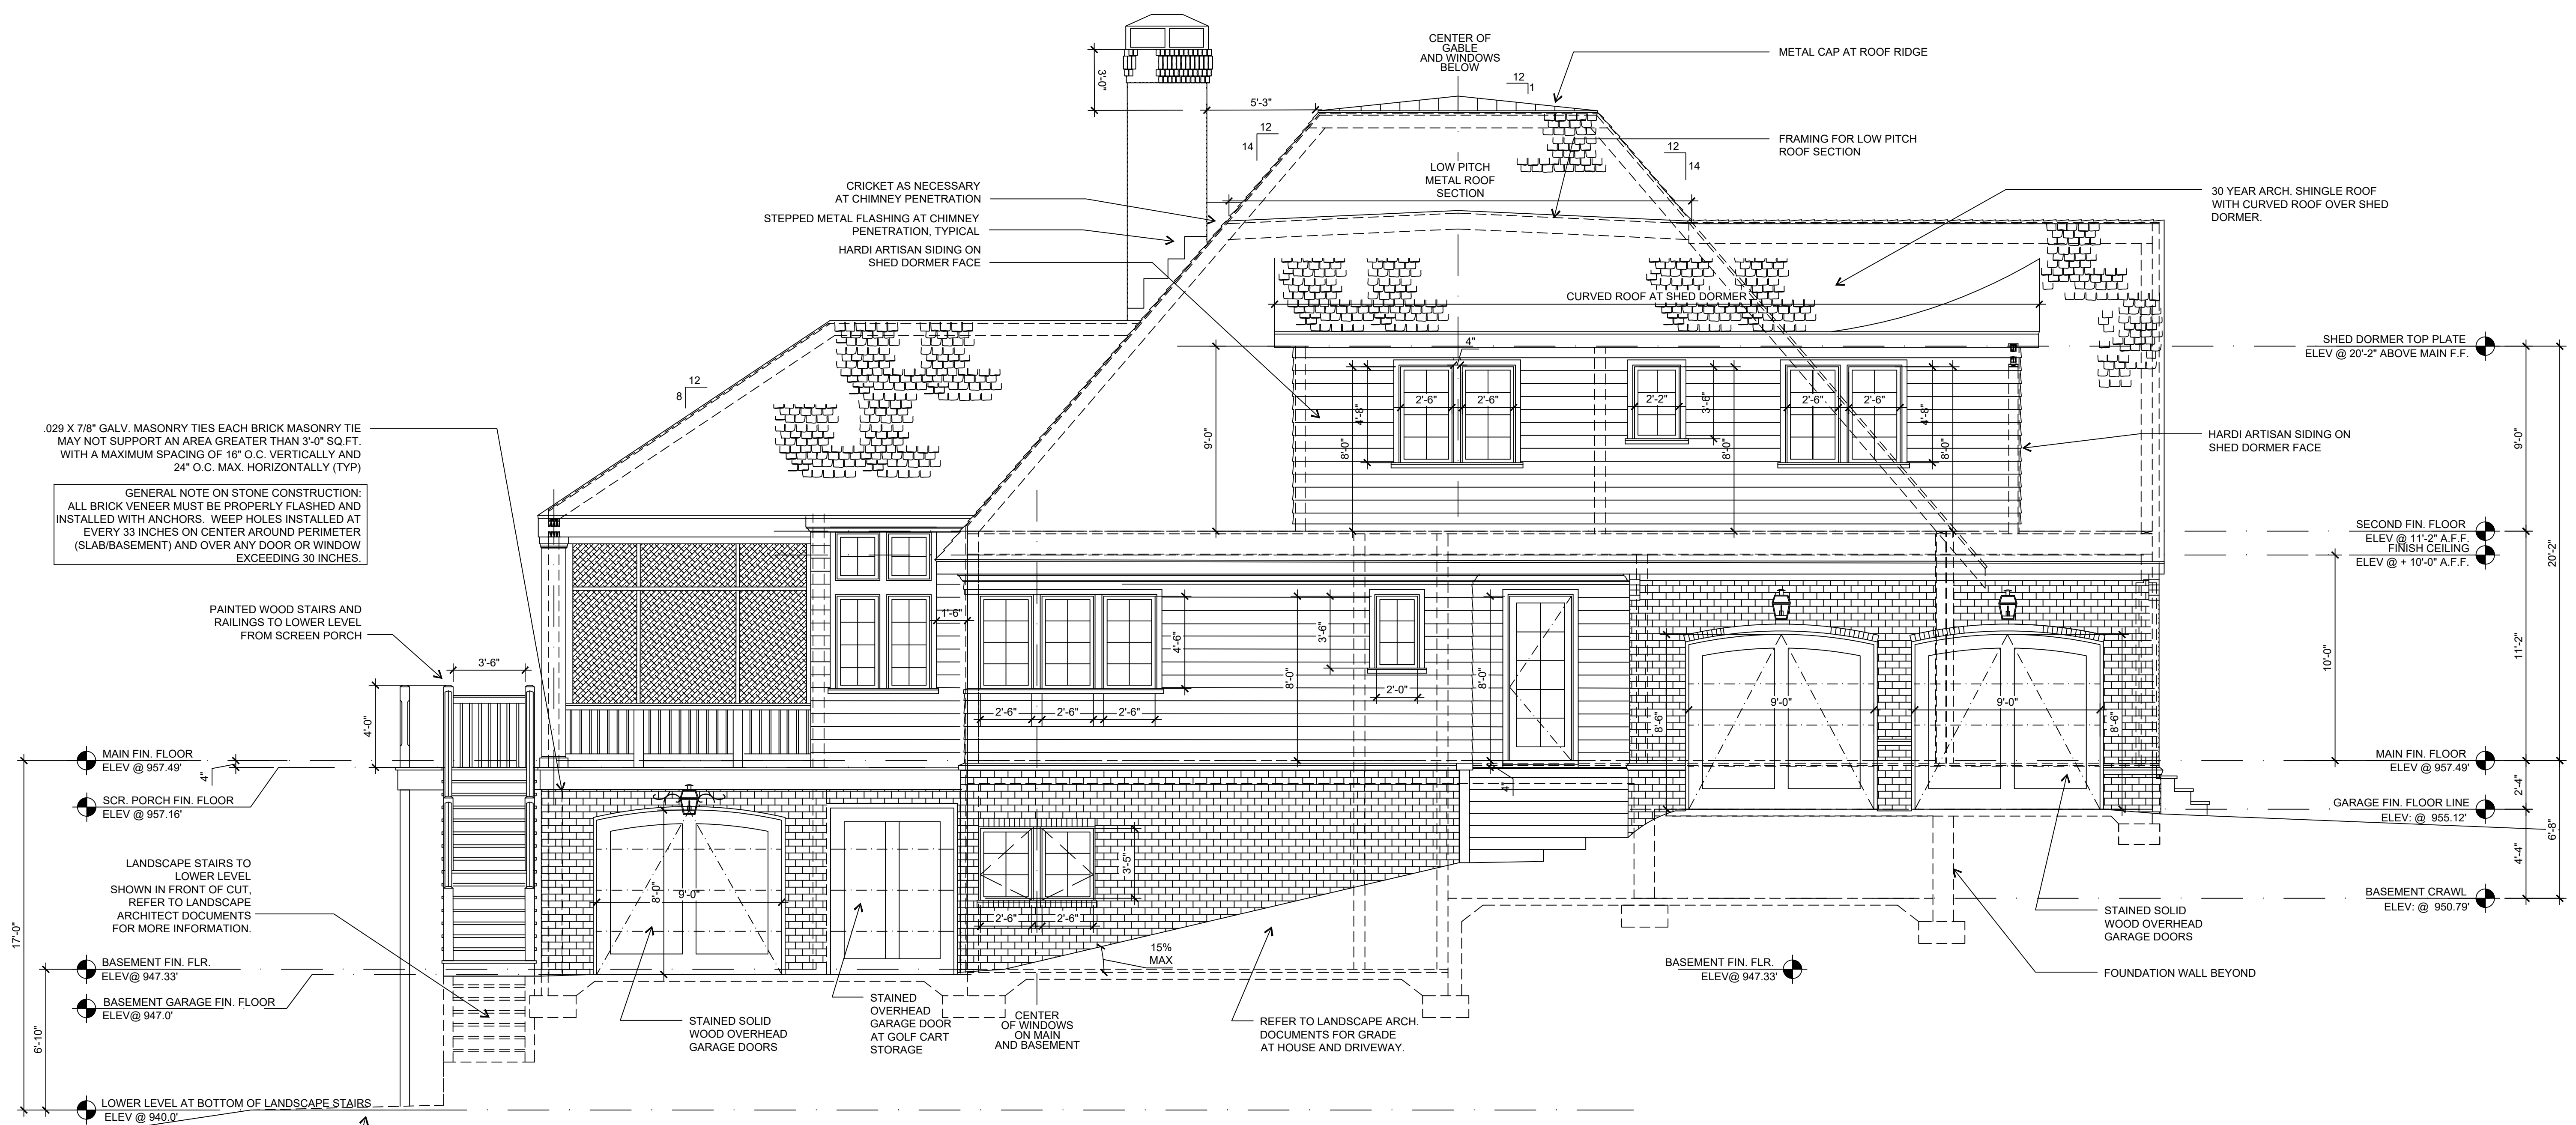 CENTER OF
GABLE
AND WINDOWS
BELOW
METAL CAP AT ROOF RIDGE
12
1
3'-0"
5'-3"
12
14
12
14
FRAMING FOR LOW PITCH
ROOF SECTION
LOW PITCH
METAL ROOF
SECTION
CRICKET AS NECESSARY
AT CHIMNEY PENETRATION
STEPPED METAL FLASHING AT CHIMNEY
PENETRATION, TYPICAL
HARDI ARTISAN SIDING ON
SHED DORMER FACE
30 YEAR ARCH. SHINGLE ROOF
WITH CURVED ROOF OVER SHED
DORMER.
CURVED ROOF AT SHED DORMER
SHED DORMER TOP PLATE
ELEV @ 20'-2" ABOVE MAIN F.F.
12
8
4"
9'-0"
8'-0"
4'-8"
2'-6"
2'-6"
2'-2"
3'-6"
8'-0"
2'-6"
2'-6"
4'-8"
8'-0"
HARDI ARTISAN SIDING ON
SHED DORMER FACE
9'-0"
.029 X 7/8" GALV. MASONRY TIES EACH BRICK MASONRY TIE
MAY NOT SUPPORT AN AREA GREATER THAN 3'-0" SQ.FT.
WITH A MAXIMUM SPACING OF 16" O.C. VERTICALLY AND
24" O.C. MAX. HORIZONTALLY (TYP)
GENERAL NOTE ON STONE CONSTRUCTION:
ALL BRICK VENEER MUST BE PROPERLY FLASHED AND
INSTALLED WITH ANCHORS. WEEP HOLES INSTALLED AT
EVERY 33 INCHES ON CENTER AROUND PERIMETER
(SLAB/BASEMENT) AND OVER ANY DOOR OR WINDOW
EXCEEDING 30 INCHES.
SECOND FIN. FLOOR
ELEV @ 11'-2" A.F.F.
FINISH CEILING
ELEV @ + 10'-0" A.F.F.
20'-2"
PAINTED WOOD STAIRS AND
RAILINGS TO LOWER LEVEL
FROM SCREEN PORCH
3'-6"
4'-0"
1'-6"
4'-6"
2'-6"
2'-6"
2'-6"
8'-0"
3'-6"
2'-0"
8'-0"
8'-6"
9'-0"
9'-0"
8'-6"
10'-0"
11'-2"
MAIN FIN. FLOOR
ELEV @ 957.49'
4"
SCR. PORCH FIN. FLOOR
ELEV @ 957.16'
4"
MAIN FIN. FLOOR
ELEV @ 957.49'
2'-4"
GARAGE FIN. FLOOR LINE
ELEV: @ 955.12'
6'-8"
4'-4"
BASEMENT CRAWL
ELEV: @ 950.79'
LANDSCAPE STAIRS TO
LOWER LEVEL
SHOWN IN FRONT OF CUT,
REFER TO LANDSCAPE
ARCHITECT DOCUMENTS
FOR MORE INFORMATION.
8'-0"
9'-0"
3'-5"
2'-6"
2'-6"
15%
MAX
STAINED SOLID
WOOD OVERHEAD
GARAGE DOORS
17'-0"
BASEMENT FIN. FLR.
ELEV@ 947.33'
BASEMENT GARAGE FIN. FLOOR
ELEV@ 947.0'
6'-10"
BASEMENT FIN. FLR.
ELEV@ 947.33'
FOUNDATION WALL BEYOND
STAINED SOLID
WOOD OVERHEAD
GARAGE DOORS
STAINED
OVERHEAD
GARAGE DOOR
AT GOLF CART
STORAGE
CENTER
OF WINDOWS
ON MAIN
AND BASEMENT
REFER TO LANDSCAPE ARCH.
DOCUMENTS FOR GRADE
AT HOUSE AND DRIVEWAY.
LOWER LEVEL AT BOTTOM OF LANDSCAPE STAIRS
ELEV @ 940.0'